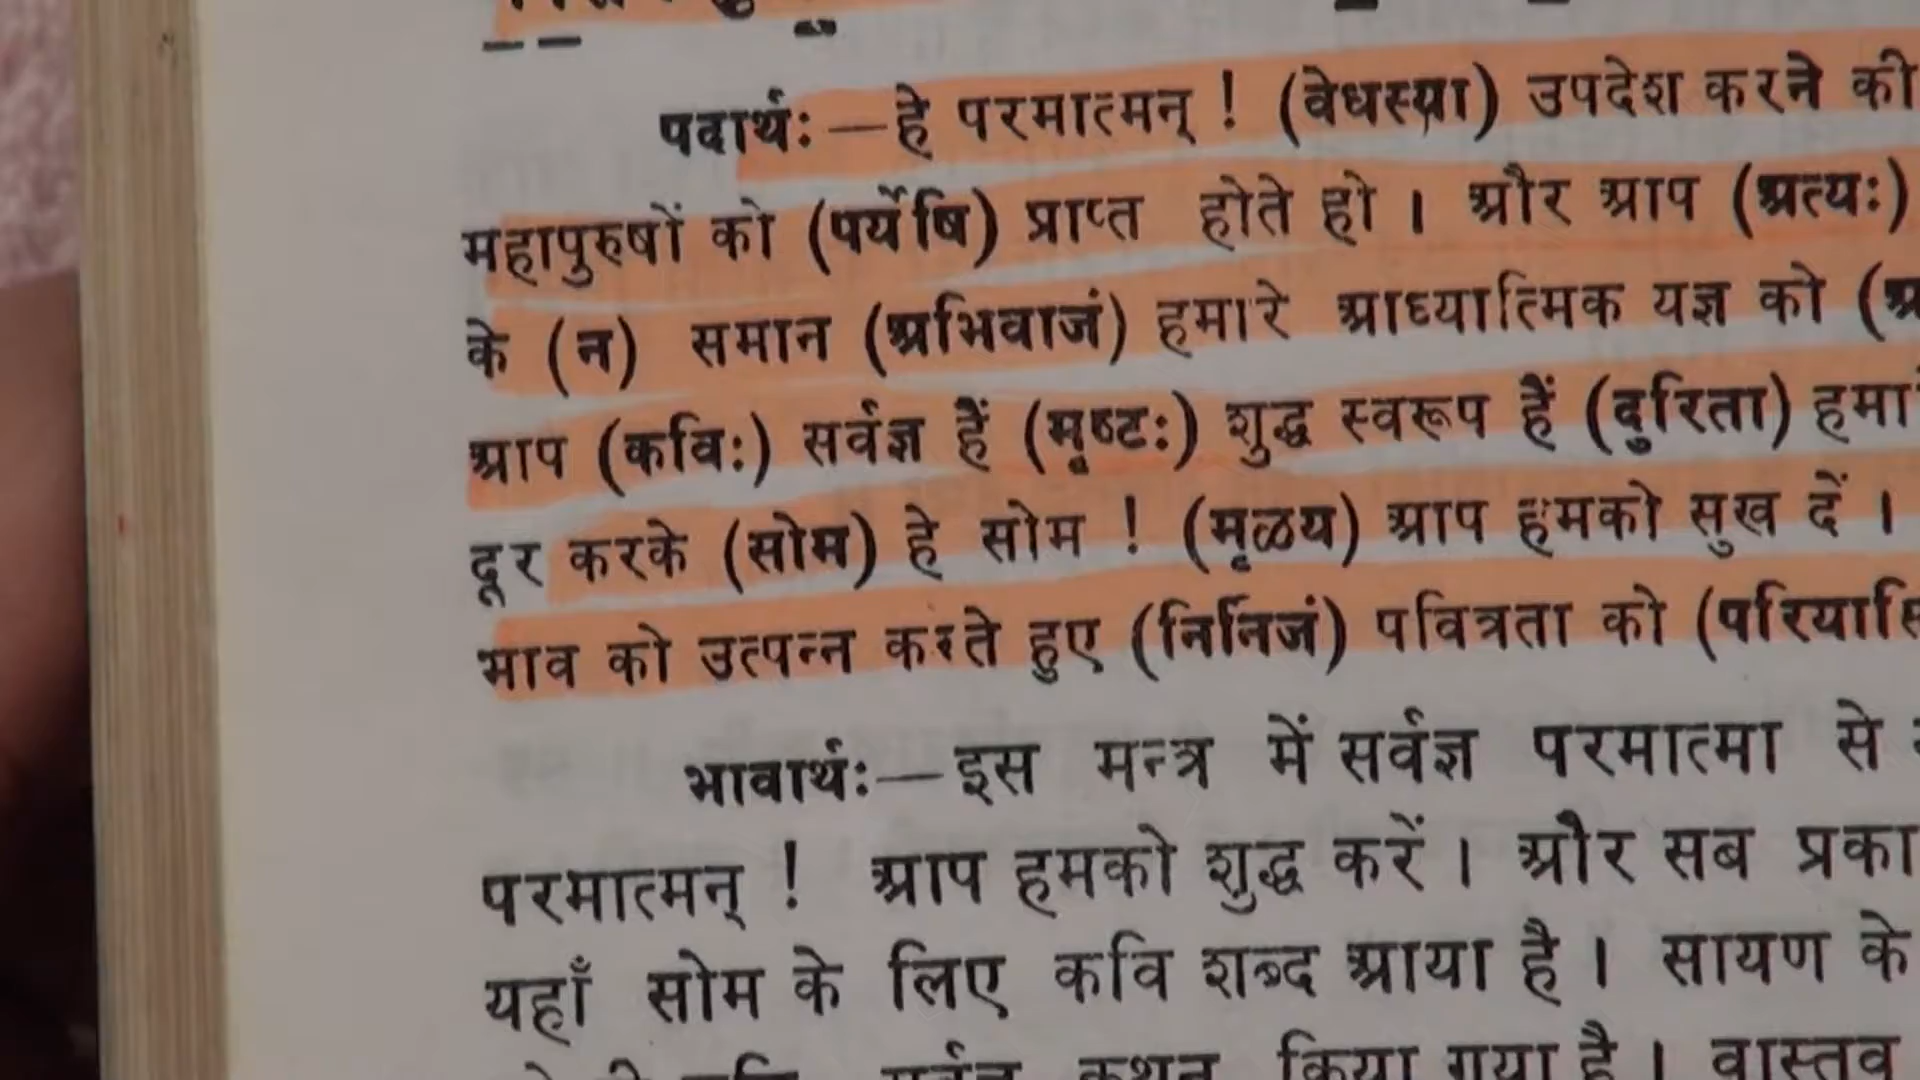 पदार्थः—हे परमात्मन् ! (वेधस्या) उपदेश करने की
महापुरुषों को (पर्येषि) प्राप्त होते हो । और आप (अत्यः)
के (न) समान (अभिवाजं) हमारे आध्यात्मिक यज्ञ को (
आप (कविः) सर्वज्ञ हैं (मृष्टः) शुद्ध स्वरूप हैं (दुरिता)
दूर करके (सोम) हे सोम ! (मृळय) आप हमको सुख दें ।
भाव को उत्पन्न करते हुए (निर्निजं) पवित्रता को
भावार्थः—इस मन्त्र में सर्वज्ञ परमात्मा से
परमात्मन् ! आप हमको शुद्ध करें । और सब
यहाँ सोम के लिए कवि शब्द आया है । सायण के
कथन किया गया है । वास्तव